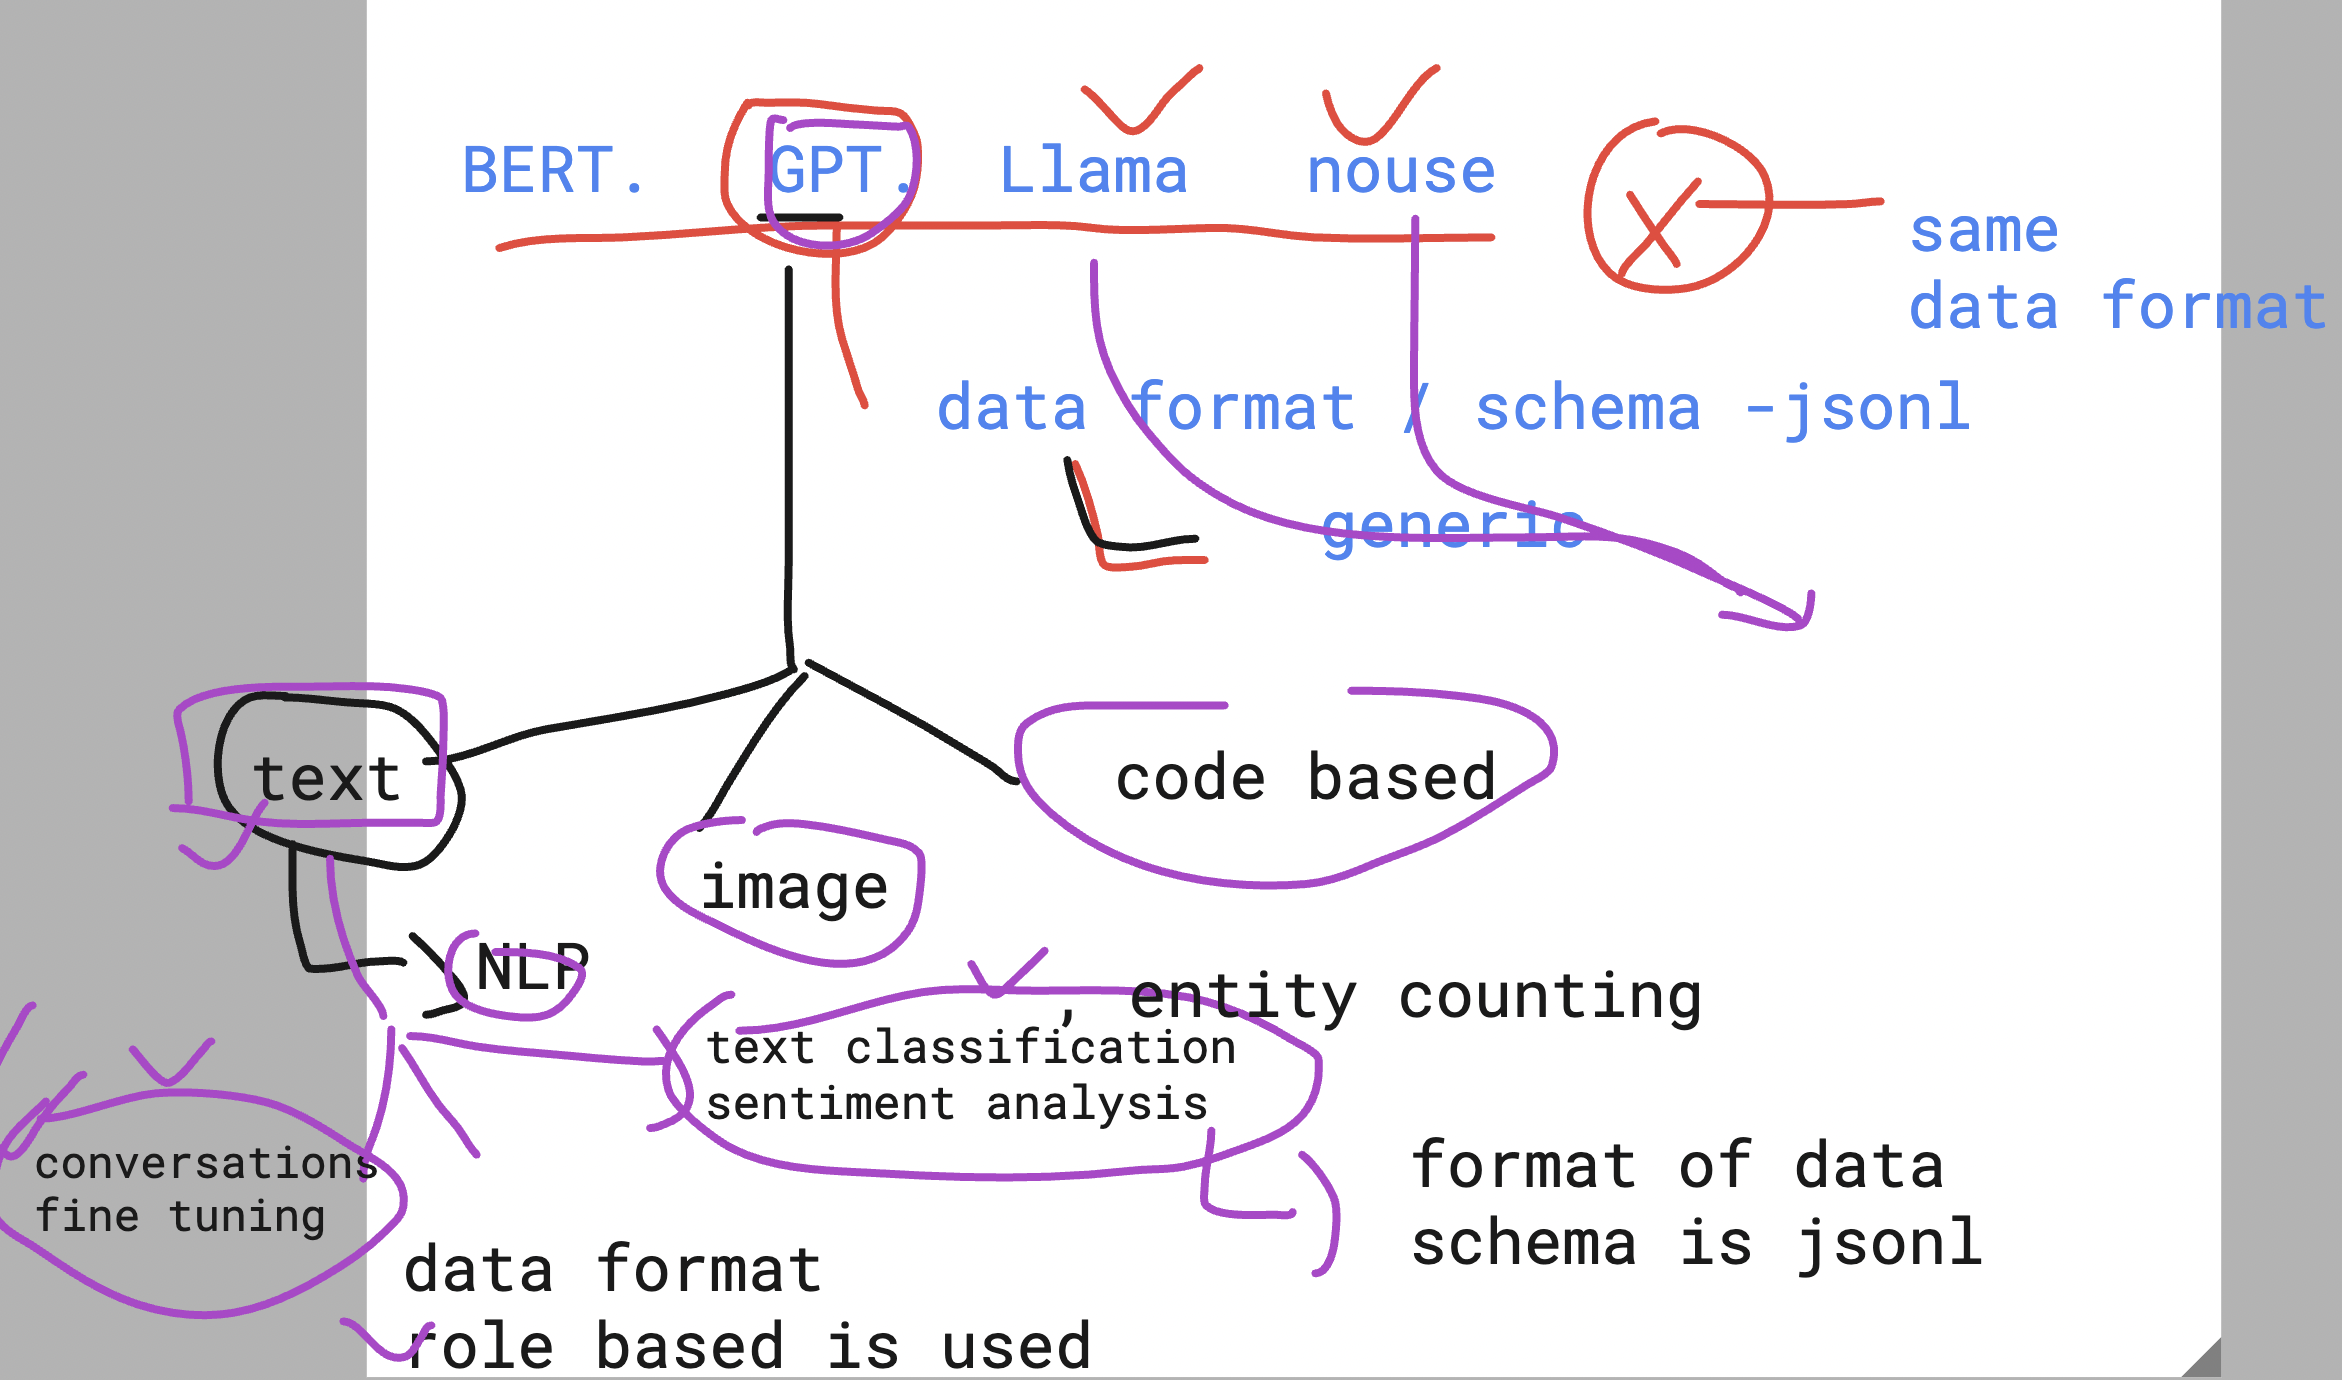 BERT. GPT. Llama nouse
same
data format
data format / schema -jsonl
generic
text
code based
image
NLP
, entity counting
text classification
sentiment analysis
conversations
fine tuning
format of data
schema is jsonl
data format
role based is used